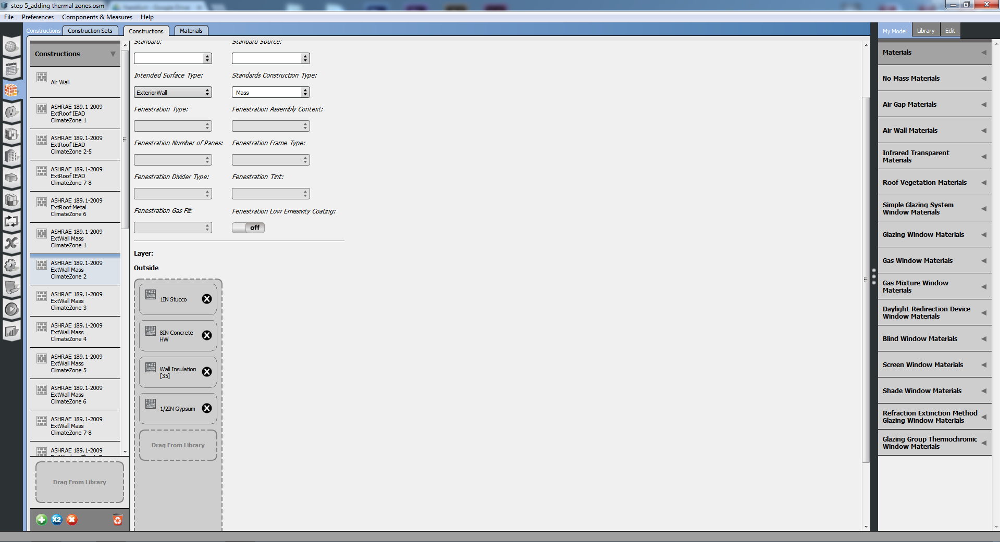 step 5_adding thermal zones.osm
File Preferences Components & Measures Help
Constructions Construction Sets Constructions Materials
My Model Library Edit
Constructions
Air Wall
ASHRAE 189.1-2009
ExtRoof IEAD
ClimateZone 1
ASHRAE 189.1-2009
ExtRoof IEAD
ClimateZone 2-5
ASHRAE 189.1-2009
ExtRoof IEAD
ClimateZone 7-8
ASHRAE 189.1-2009
ExtRoof Metal
ClimateZone 6
ASHRAE 189.1-2009
ExtWall Mass
ClimateZone 1
ASHRAE 189.1-2009
ExtWall Mass
ClimateZone 2
ASHRAE 189.1-2009
ExtWall Mass
ClimateZone 3
ASHRAE 189.1-2009
ExtWall Mass
ClimateZone 4
ASHRAE 189.1-2009
ExtWall Mass
ClimateZone 5
ASHRAE 189.1-2009
ExtWall Mass
ClimateZone 6
ASHRAE 189.1-2009
ExtWall Mass
ClimateZone 7-8
ASHRAE 189.1-2009
Drag From Library
X2
Standard: Standard Source:
Intended Surface Type: Standards Construction Type:
ExteriorWall Mass
Fenestration Type: Fenestration Assembly Context:
Fenestration Number of Panes: Fenestration Frame Type:
Fenestration Divider Type: Fenestration Tint:
Fenestration Gas Fill: Fenestration Low Emissivity Coating:
off
Layer:
Outside
1IN Stucco
8IN Concrete
HW
Wall Insulation
[35]
1/2IN Gypsum
Drag From Library
Materials
No Mass Materials
Air Gap Materials
Air Wall Materials
Infrared Transparent
Materials
Roof Vegetation Materials
Simple Glazing System
Window Materials
Glazing Window Materials
Gas Window Materials
Gas Mixture Window
Materials
Daylight Redirection Device
Window Materials
Blind Window Materials
Screen Window Materials
Shade Window Materials
Refraction Extinction Method
Glazing Window Materials
Glazing Group Thermochromic
Window Materials